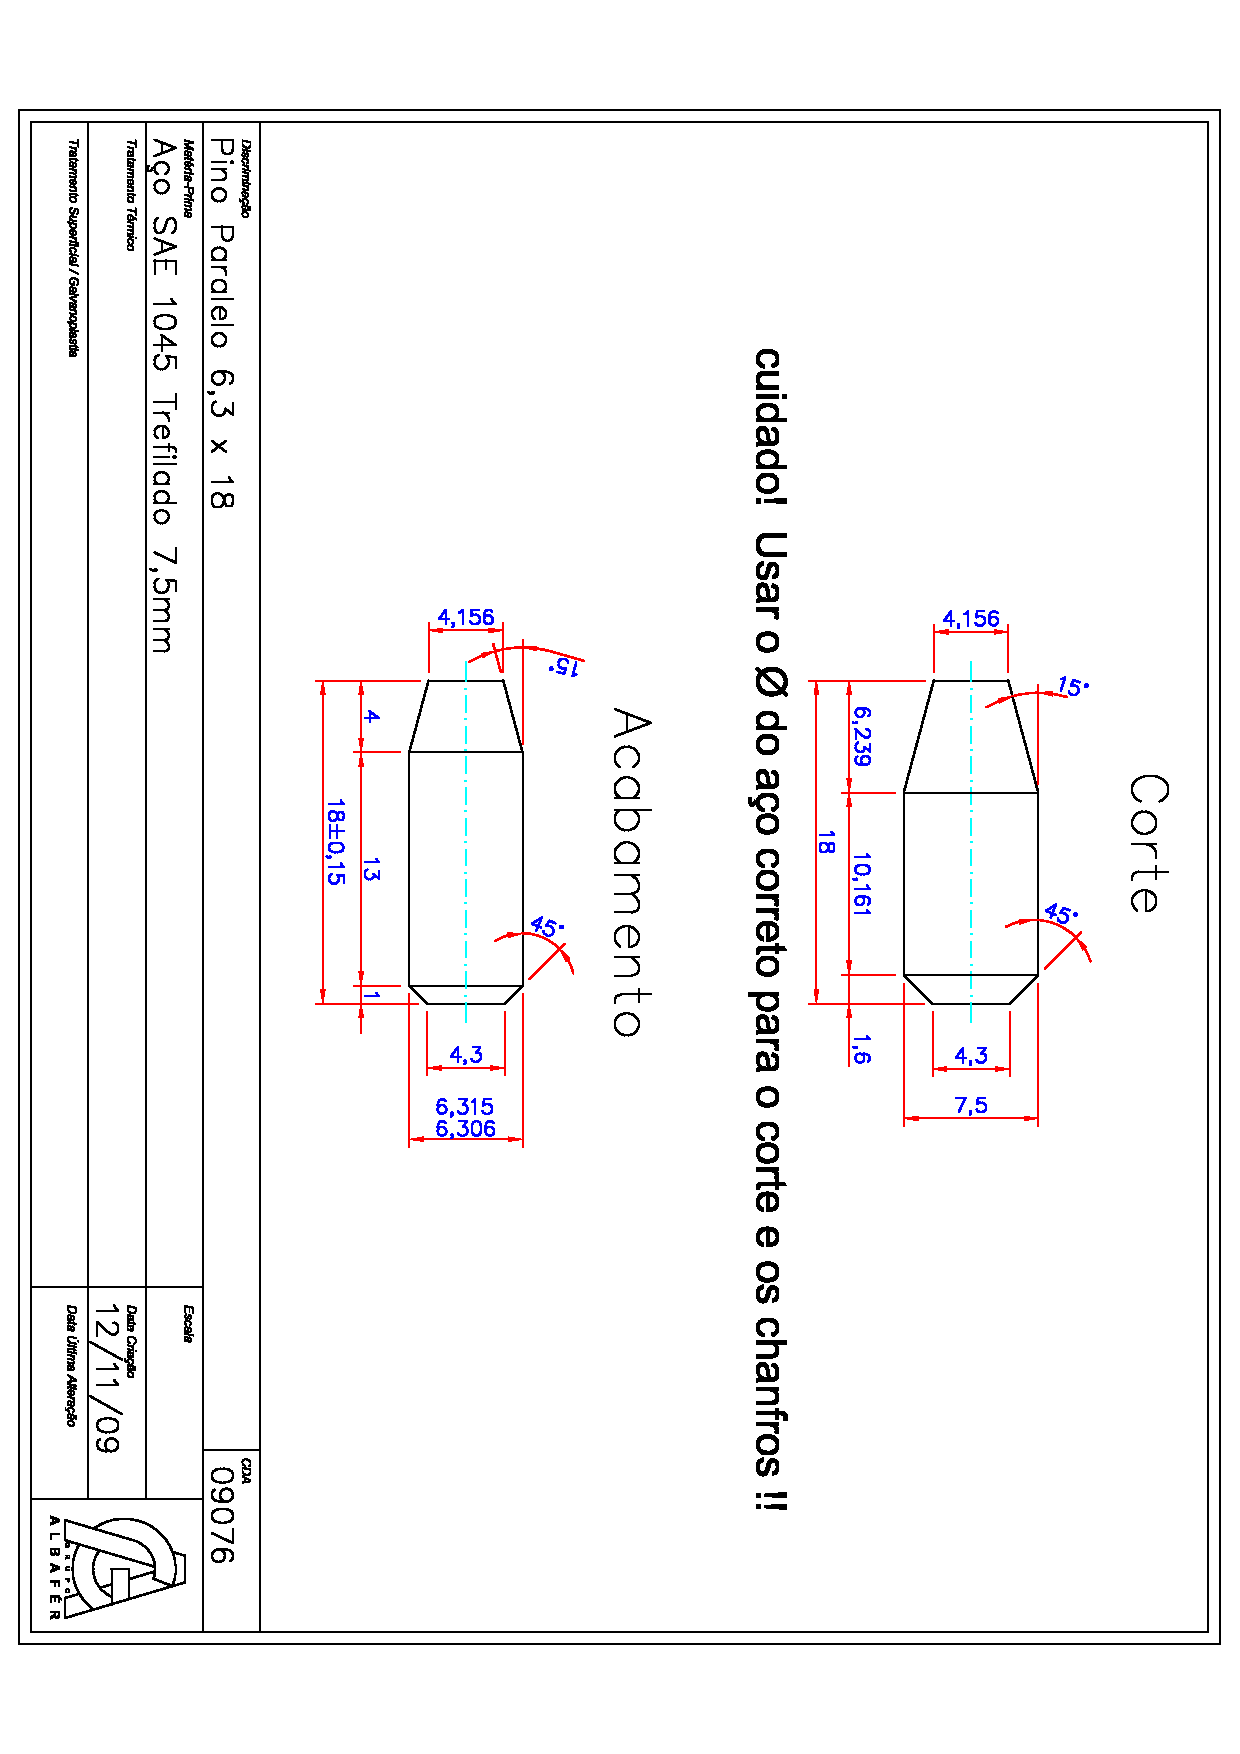 Corte
4,156
15°
6,239
10,161
18
45°
1,6
4,3
7,5
cuidado! Usar o Ø do aço correto para o corte e os chanfros !!
Acabamento
4,156
15°
4
13
18±0,15
45°
1
4,3
6,315
6,306
Discriminação
Pino Paralelo 6,3 x 18
CDA
09076
Matéria-Prima
Aço SAE 1045 Trefilado 7,5mm
Escala
Tratamento Térmico
Data Criação
12/11/09
Tratamento Superficial / Galvanoplastia
Data Última Alteração
GRUPO
ALBAFÉR